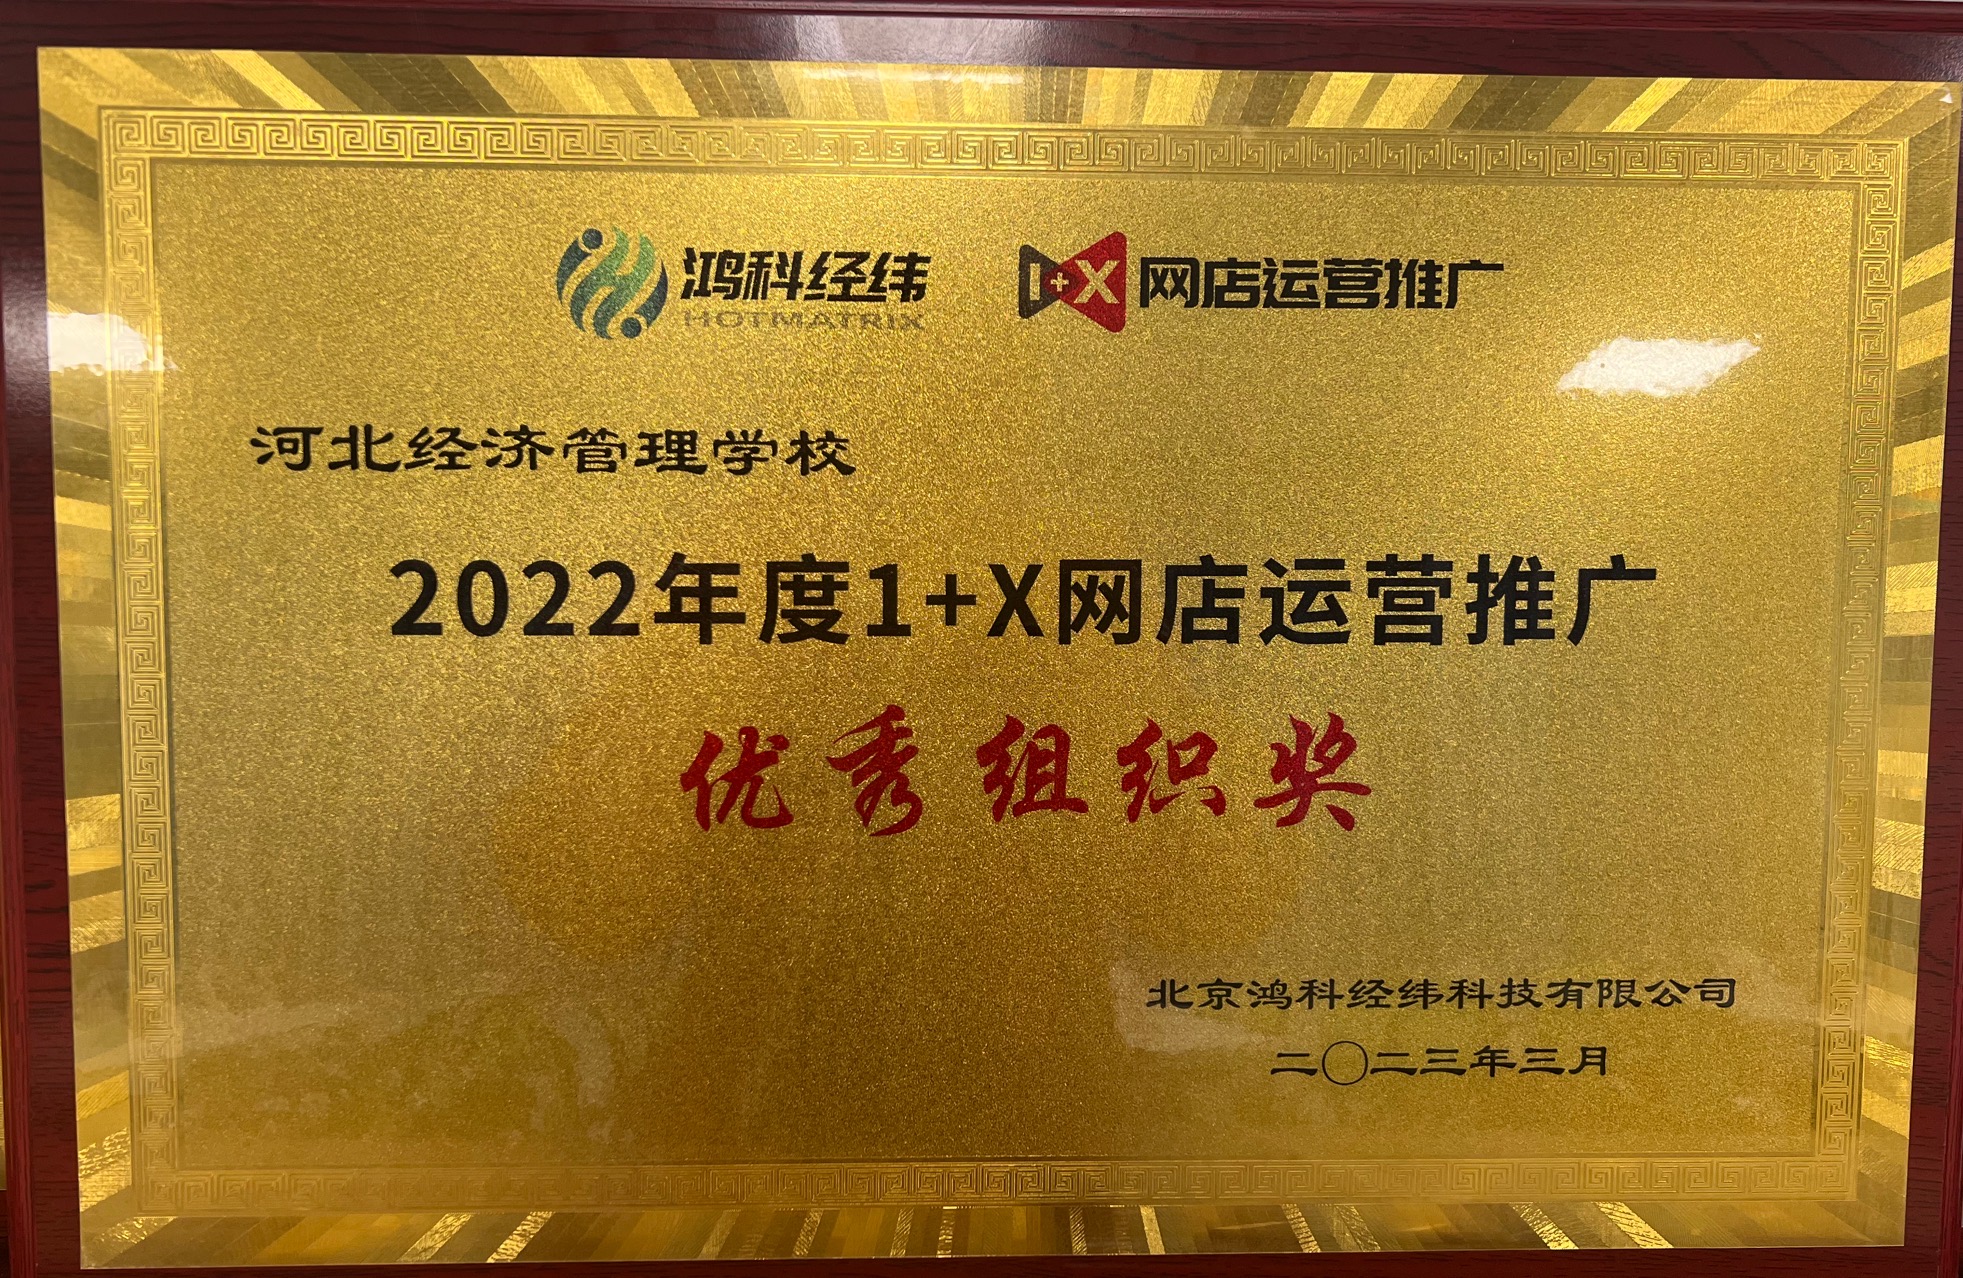 鸿科经纬
HOTMATRIX
1+X 网店运营推广
河北经济管理学校
2022年度1+X网店运营推广
优秀组织奖
北京鸿科经纬科技有限公司
二〇二三年三月